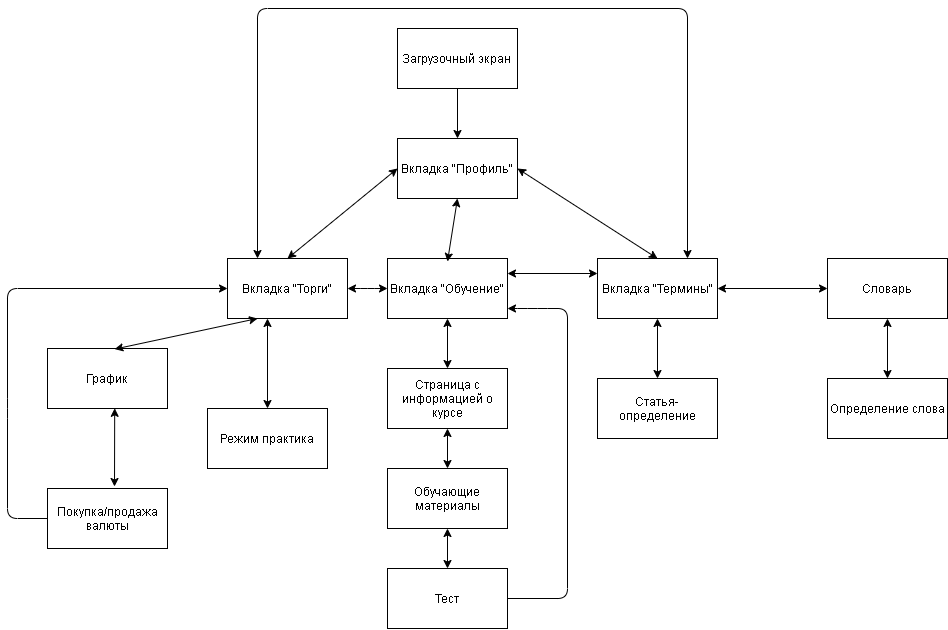 Загрузочный экран
Вкладка "Профиль"
Вкладка "Торги"
Вкладка "Обучение"
Вкладка "Термины"
Словарь
График
Режим практика
Страница с
информацией о
курсе
Статья-
определение
Определение слова
Покупка/продажа
валюты
Обучающие
материалы
Тест